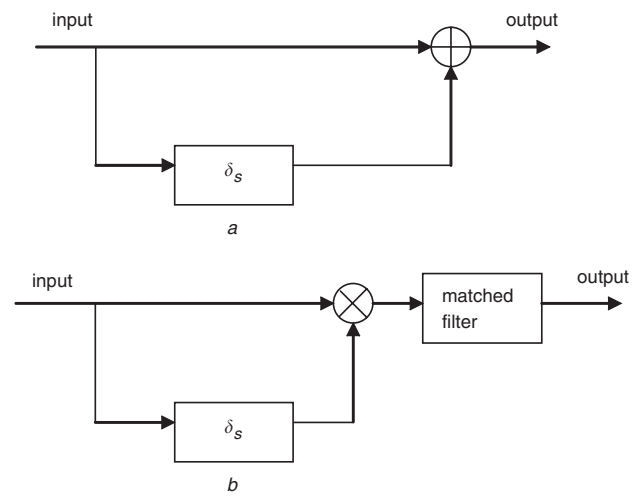 input
output
δs
a
input
output
matched
filter
δs
b